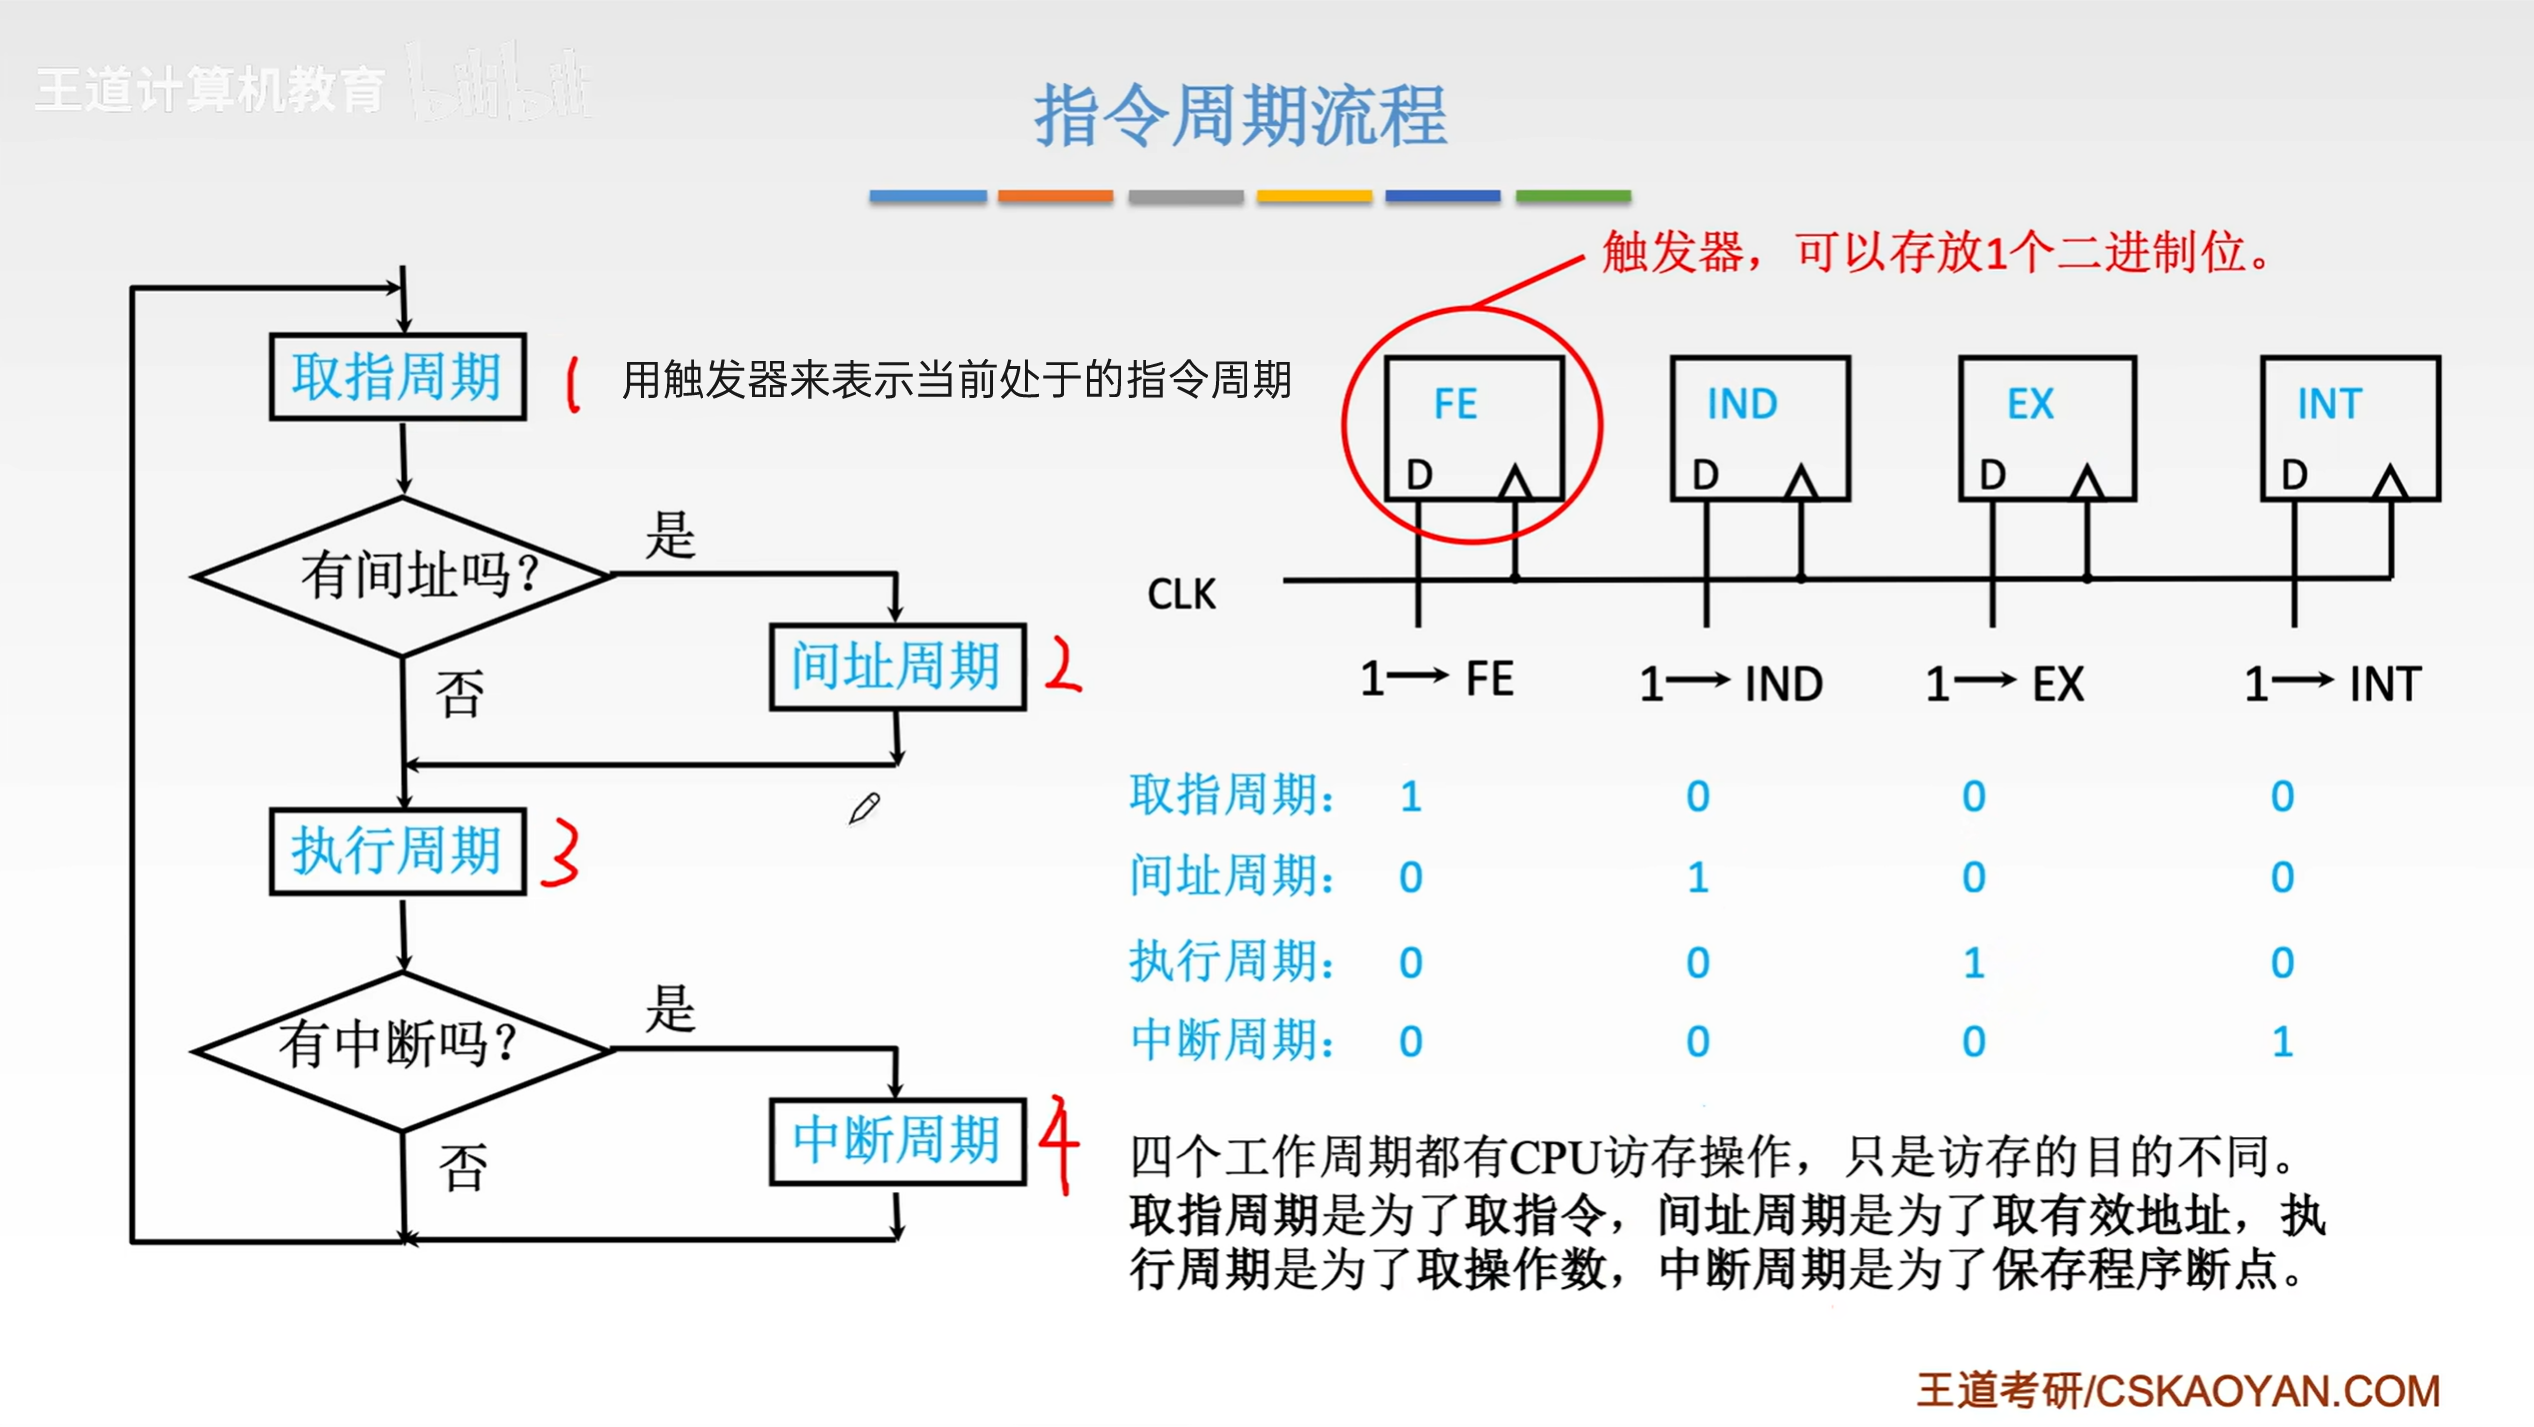 王道计算机教育 bilibili
指令周期流程
触发器，可以存放1个二进制位。
取指周期
1
用触发器来表示当前处于的指令周期
有间址吗？
是
间址周期
2
否
执行周期
3
有中断吗？
是
中断周期
4
否
FE IND EX INT
D D D D
CLK
1→ FE 1→ IND 1→ EX 1→ INT
取指周期： 1 0 0 0
间址周期： 0 1 0 0
执行周期： 0 0 1 0
中断周期： 0 0 0 1
四个工作周期都有CPU访存操作，只是访存的目的不同。
取指周期是为了取指令，间址周期是为了取有效地址，执
行周期是为了取操作数，中断周期是为了保存程序断点。
王道考研/CSKAOYAN.COM